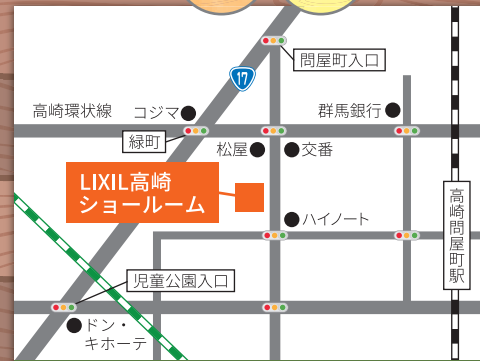 問屋町入口
17
高崎環状線
コジマ
群馬銀行
緑町
松屋
交番
LIXIL高崎
ショールーム
高崎問屋町駅
ハイノート
児童公園入口
ドン・
キホーテ